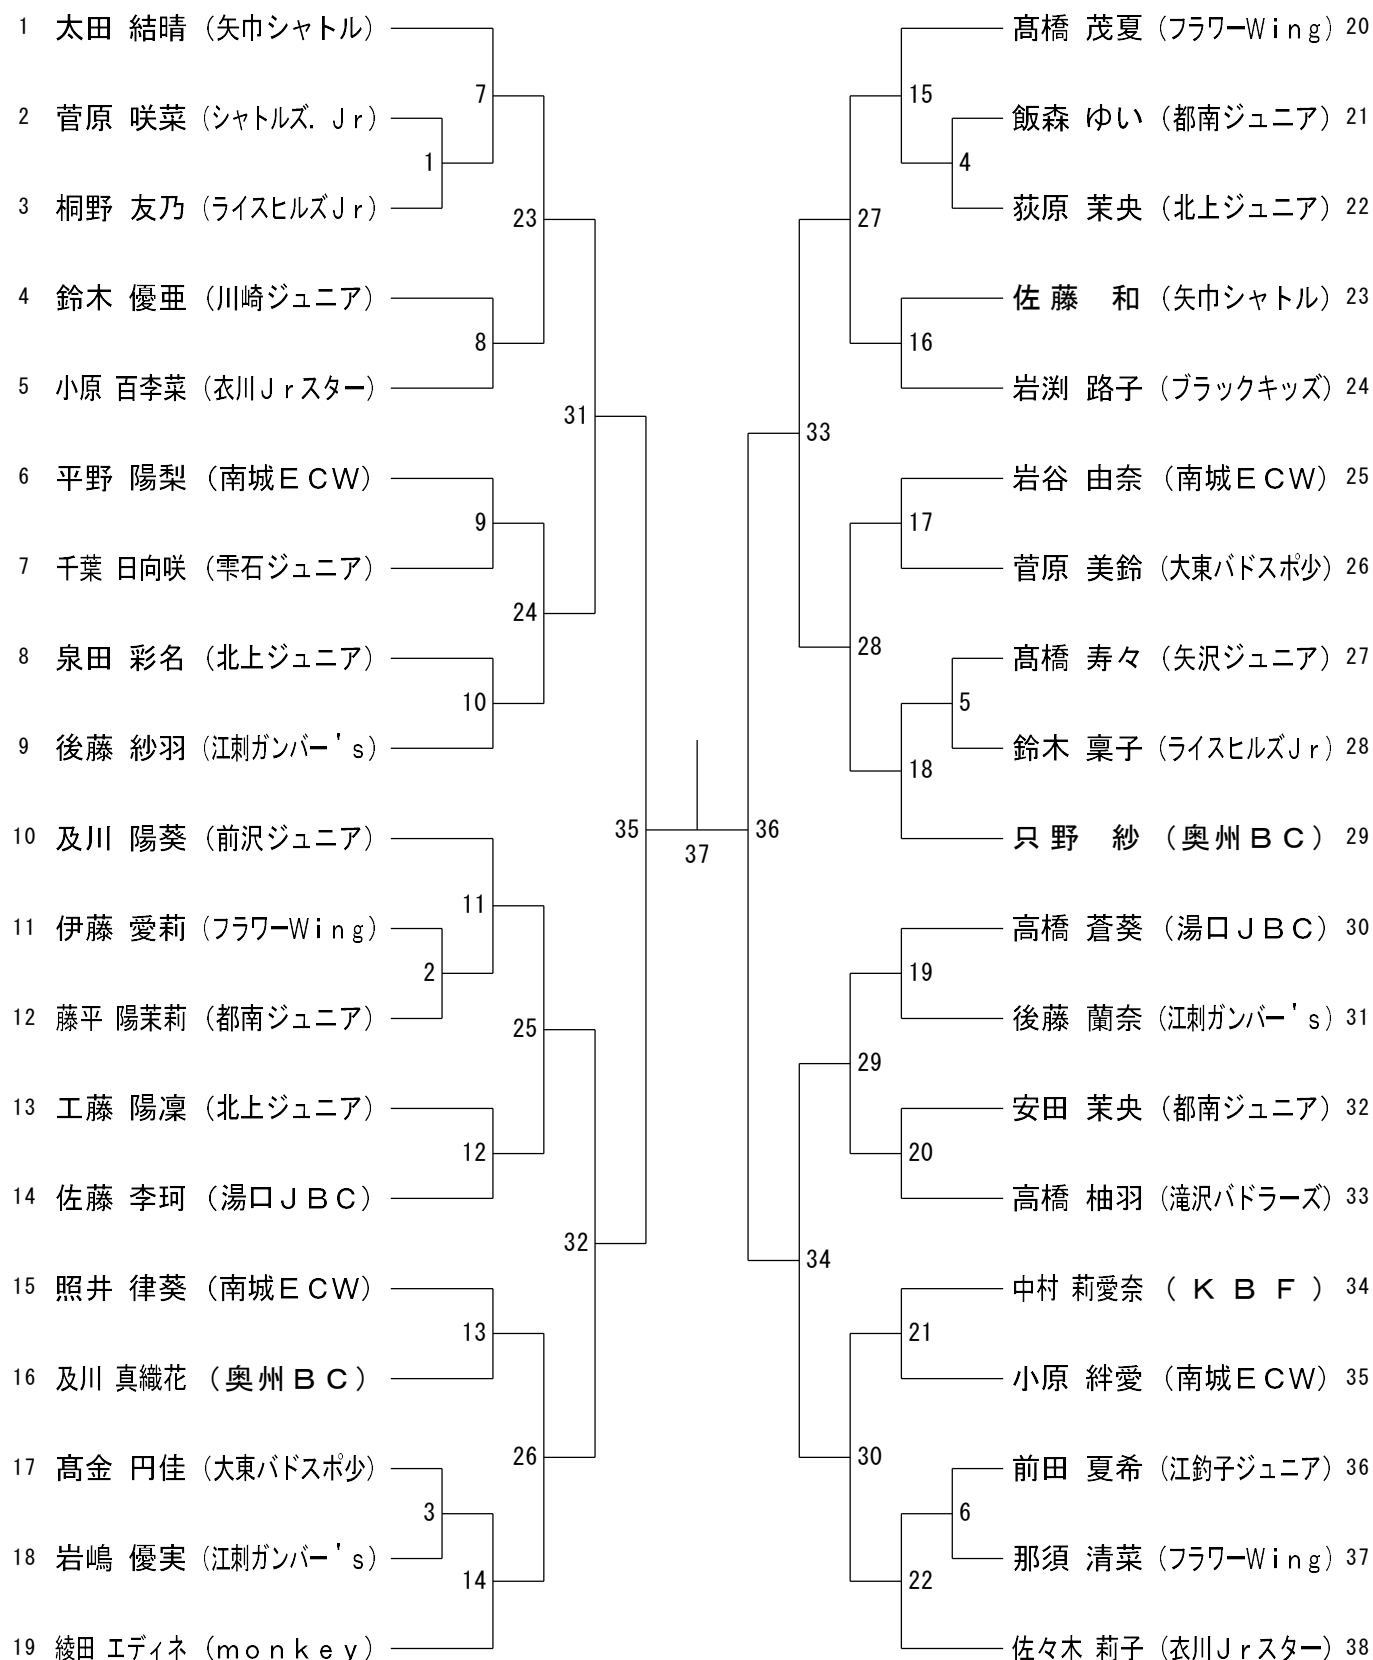 1 太田 結晴 (矢巾シャトル)
2 菅原 咲菜 (シャトルズ．Ｊｒ)
3 桐野 友乃 (ライスヒルズＪｒ)
4 鈴木 優亜 (川崎ジュニア)
5 小原 百李菜 (衣川Ｊｒスター)
6 平野 陽梨 (南城ＥＣＷ)
7 千葉 日向咲 (雫石ジュニア)
8 泉田 彩名 (北上ジュニア)
9 後藤 紗羽 (江刺ガンバー's)
10 及川 陽葵 (前沢ジュニア)
11 伊藤 愛莉 (フラワーWing)
12 藤平 陽茉莉 (都南ジュニア)
13 工藤 陽凜 (北上ジュニア)
14 佐藤 李珂 (湯口ＪＢＣ)
15 照井 律葵 (南城ＥＣＷ)
16 及川 真織花 (奥州ＢＣ)
17 髙金 円佳 (大東バドスポ少)
18 岩嶋 優実 (江刺ガンバー's)
19 綾田 エディネ (ｍｏｎｋｅｙ)
7
1
23
8
31
9
24
10
35
11
2
25
12
32
13
26
3
14
37
36
15
4
27
16
33
17
28
5
18
19
29
20
34
21
30
6
22
髙橋 茂夏 (フラワーWing) 20
飯森 ゆい (都南ジュニア) 21
荻原 茉央 (北上ジュニア) 22
佐藤 和 (矢巾シャトル) 23
岩渕 路子 (ブラックキッズ) 24
岩谷 由奈 (南城ＥＣＷ) 25
菅原 美鈴 (大東バドスポ少) 26
髙橋 寿々 (矢沢ジュニア) 27
鈴木 稟子 (ライスヒルズＪｒ) 28
只野 紗 (奥州ＢＣ) 29
高橋 蒼葵 (湯口ＪＢＣ) 30
後藤 蘭奈 (江刺ガンバー's) 31
安田 茉央 (都南ジュニア) 32
高橋 柚羽 (滝沢バドラーズ) 33
中村 莉愛奈 (ＫＢＦ) 34
小原 絆愛 (南城ＥＣＷ) 35
前田 夏希 (江釣子ジュニア) 36
那須 清菜 (フラワーWing) 37
佐々木 莉子 (衣川Ｊｒスター) 38